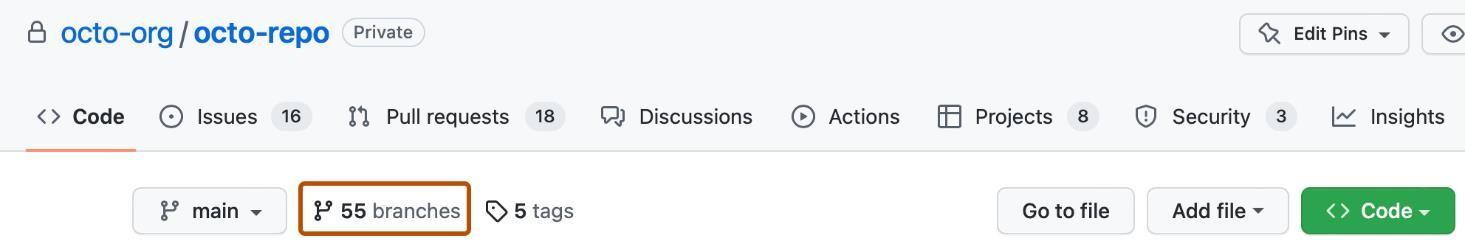 octo-org / octo-repo Private Edit Pins
Code Issues 16 Pull requests 18 Discussions Actions Projects 8 Security 3 Insights
main 55 branches 5 tags Go to file Add file Code